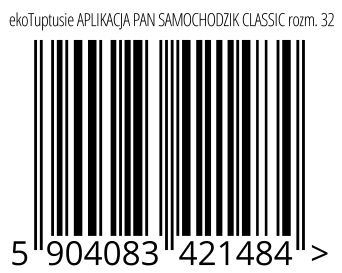 ekoTuptusie APLIKACJA PAN SAMOCHODZIK CLASSIC rozm. 32
5 904083 421484 >